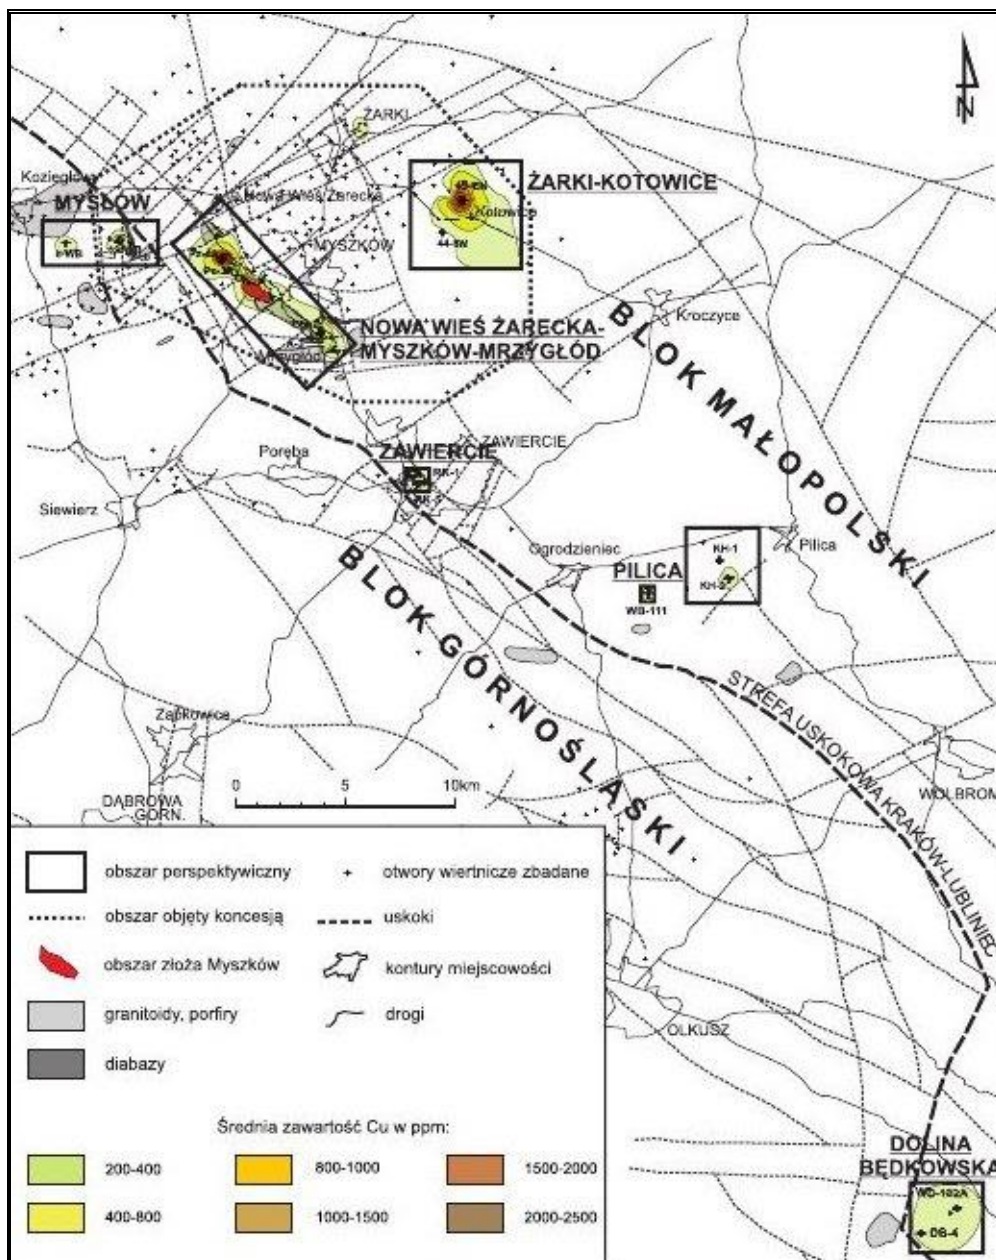 N
ŻARKI
Koziegłowy
MYSŁÓW
Nowa Wieś Żarecka
ŻARKI-KOTOWICE
Kotowice
MYSZKÓW
Kroczyce
NOWA WIEŚ ŻARECKA-
MYSZKÓW-MRZYGŁÓD
Mrzygłód
BLOK MAŁOPOLSKI
ZAWIERCIE
ZAWIERCIE
Poręba
RK-1
Siewierz
Ogrodzieniec
Pilica
KH-1
PILICA
KH-2
WB-111
BLOK GÓRNOŚLĄSKI
STREFA USKOKOWA KRAKÓW-LUBLINIEC
Ząbkowice
0 5 10km
DĄBROWA
GÓRN.
WOLBROM
obszar perspektywiczny
otwory wiertnicze zbadane
obszar objęty koncesją
uskoki
obszar złoża Myszków
kontury miejscowości
granitoidy, porfiry
drogi
diabazy
OLKUSZ
Średnia zawartość Cu w ppm:
200-400
800-1000
1500-2000
400-800
1000-1500
2000-2500
DOLINA
BĘDKOWSKA
WD-102A
DB-4